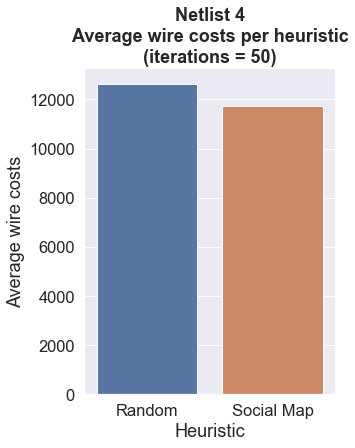 Netlist 4
Average wire costs per heuristic
(iterations = 50)
Average wire costs
12000
10000
8000
6000
4000
2000
0
Random
Social Map
Heuristic